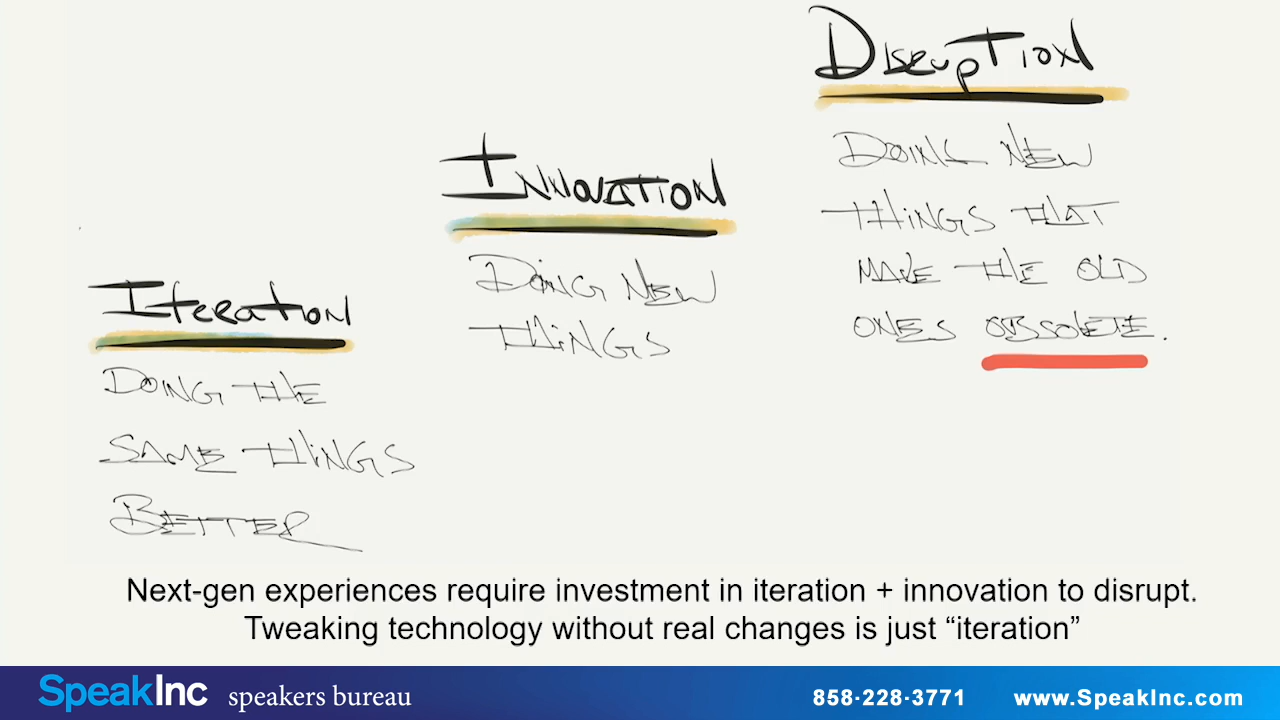 Iteration
Doing the
same things
better
Innovation
Doing new
things
Disruption
Doing new
things that
make the old
ones obsolete.
Next-gen experiences require investment in iteration + innovation to disrupt.
Tweaking technology without real changes is just “iteration”
SpeakInc speakers bureau
858-228-3771
www.SpeakInc.com